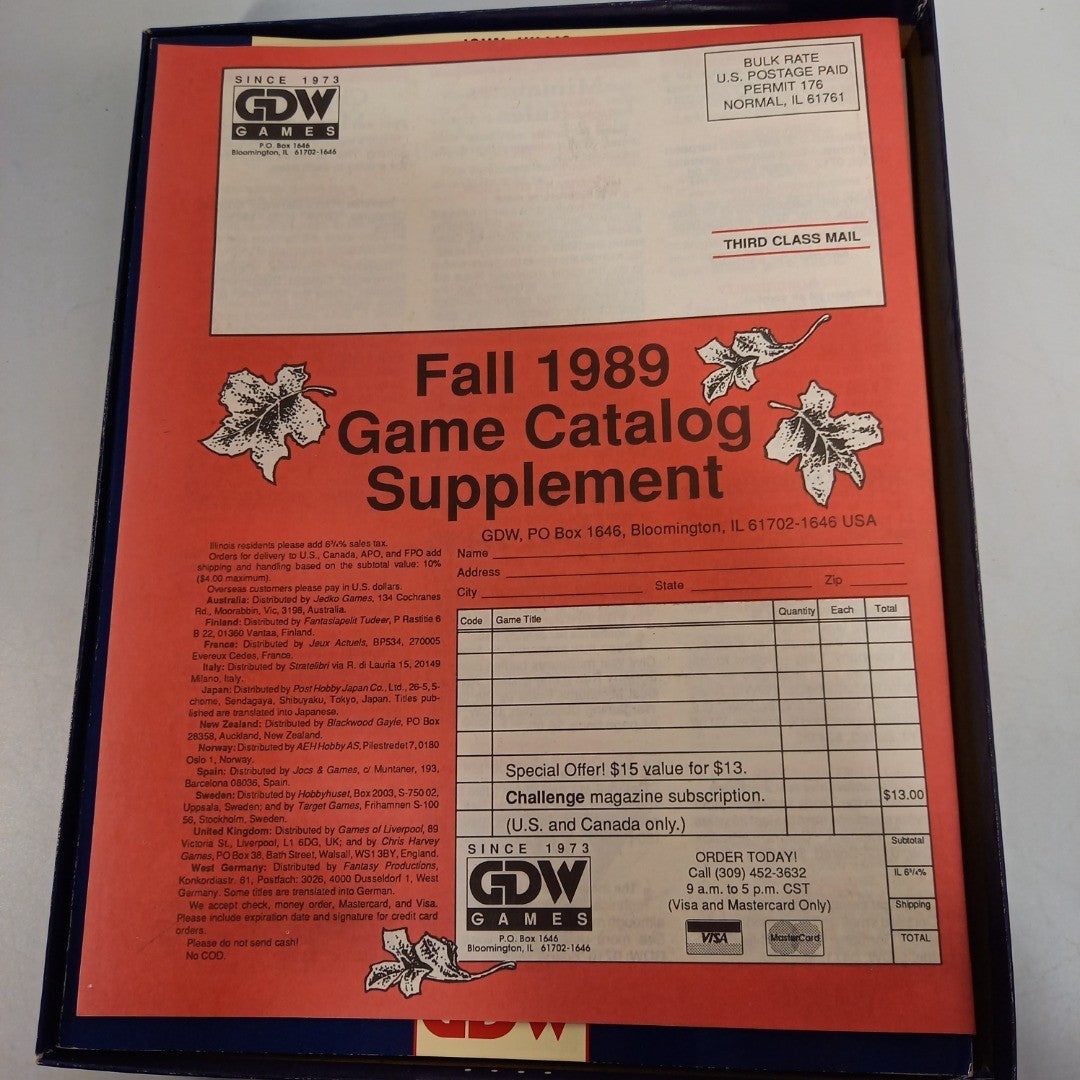 SINCE 1973
GDW
GAMES
P.O. Box 1646
Bloomington, IL 61702-1646
BULK RATE
U.S. POSTAGE PAID
PERMIT 176
NORMAL, IL 61761
THIRD CLASS MAIL
Fall 1989
Game Catalog
Supplement
GDW, PO Box 1646, Bloomington, IL 61702-1646 USA
Illinois residents please add 6¾% sales tax.
Orders for delivery to U.S., Canada, APO, and FPO add
shipping and handling based on the subtotal value: 10%
($4.00 maximum).
Overseas customers please pay in U.S. dollars.
Australia: Distributed by Jedko Games, 134 Cochranes
Rd., Moorabbin, Vic, 3198, Australia.
Finland: Distributed by Fantasiapelit Tudeer, P Rastitie 6
B 22, 01360 Vantaa, Finland.
France: Distributed by Jeux Actuels, BP534, 270005
Evereux Cedes, France.
Italy: Distributed by Stratelibri via R. di Lauria 15, 20149
Milano, Italy.
Japan: Distributed by Post Hobby Japan Co., Ltd., 26-5, 5-
chome, Sendagaya, Shibuyaku, Tokyo, Japan. Titles pub-
lished are translated into Japanese.
New Zealand: Distributed by Blackwood Gayle, PO Box
28358, Auckland, New Zealand.
Norway: Distributed by AEH Hobby AS, Pilestredet 7, 0180
Oslo 1, Norway.
Spain: Distributed by Jocs & Games, c/ Muntaner, 193,
Barcelona 08036, Spain.
Sweden: Distributed by Hobbyhuset, Box 2003, S-750 02,
Uppsala, Sweden; and by Target Games, Frihamnen S-100
56, Stockholm, Sweden.
United Kingdom: Distributed by Games of Liverpool, 89
Victoria St., Liverpool, L1 6DG, UK; and by Chris Harvey
Games, PO Box 38, Bath Street, Walsall, WS1 3BY, England.
West Germany: Distributed by Fantasy Productions,
Konkordiastr. 61, Postfach: 3026, 4000 Dusseldorf 1, West
Germany. Some titles are translated into German.
We accept check, money order, Mastercard, and Visa.
Please include expiration date and signature for credit card
orders.
Please do not send cash!
No COD.
Name
Address
City State Zip
Code Game Title Quantity Each Total
Special Offer! $15 value for $13.
Challenge magazine subscription. $13.00
(U.S. and Canada only.)
Subtotal
IL 6¾%
Shipping
TOTAL
SINCE 1973
GDW
GAMES
P.O. Box 1646
Bloomington, IL 61702-1646
ORDER TODAY!
Call (309) 452-3632
9 a.m. to 5 p.m. CST
(Visa and Mastercard Only)
VISA
MasterCard
GDW